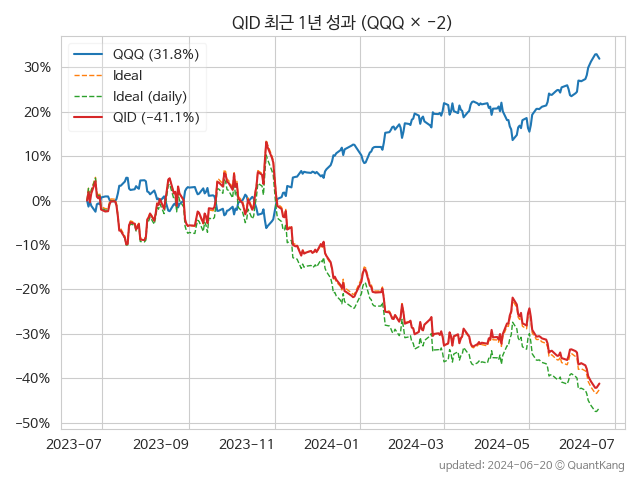 QID 최근 1년 성과 (QQQ × −2)
QQQ (31.8%)
Ideal
Ideal (daily)
QID (−41.1%)
30%
20%
10%
0%
−10%
−20%
−30%
−40%
−50%
2023-07 2023-09 2023-11 2024-01 2024-03 2024-05 2024-07
updated: 2024-06-20 © QuantKang